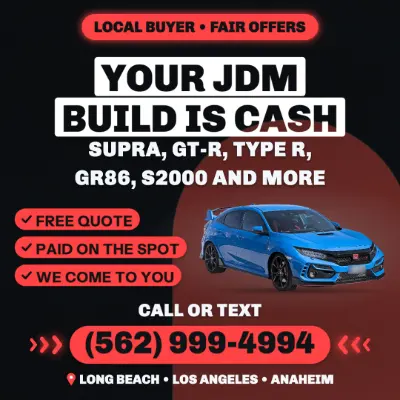 LOCAL BUYER • FAIR OFFERS
YOUR JDM
BUILD IS CASH
SUPRA, GT-R, TYPE R,
GR86, S2000 AND MORE
FREE QUOTE
PAID ON THE SPOT
WE COME TO YOU
CALL OR TEXT
(562) 999-4994
LONG BEACH • LOS ANGELES • ANAHEIM